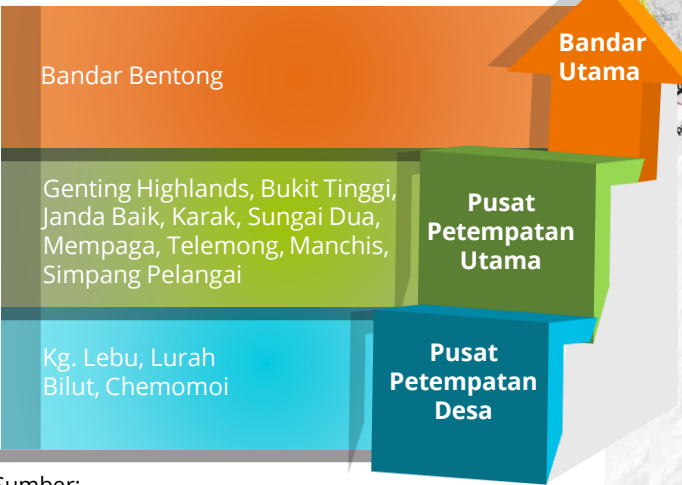 Bandar Bentong
Bandar
Utama
Genting Highlands, Bukit Tinggi,
Janda Baik, Karak, Sungai Dua,
Mempaga, Telemong, Manchis,
Simpang Pelangai
Pusat
Petempatan
Utama
Kg. Lebu, Lurah
Bilut, Chemomoi
Pusat
Petempatan
Desa
Sumber: